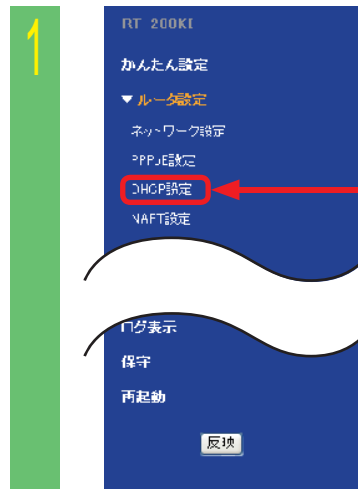 1
RT 200KI
かんたん設定
▼ルータ設定
ネットワーク設定
PPPoE設定
DHCP設定
NAPT設定
ログ表示
保守
再起動
反映